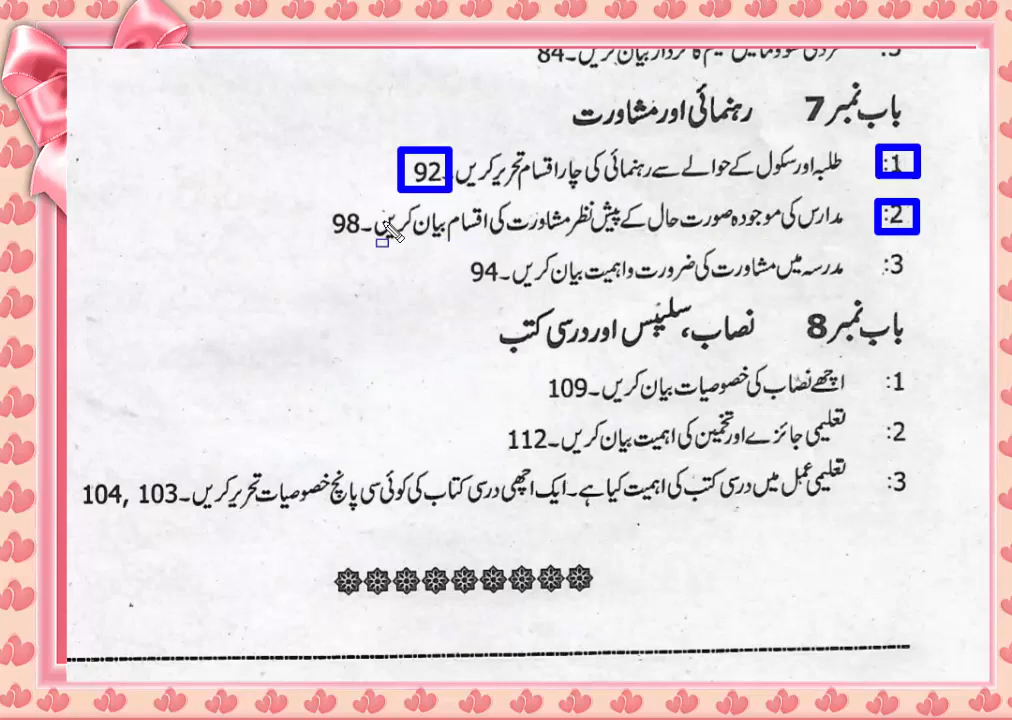 بیان کریں۔84
باب نمبر 7 رہنمائی اور مشاورت
1: طلبہ اور سکول کے حوالے سے رہنمائی کی چار اقسام تحریر کریں۔92
2: مدارس کی موجودہ صورت حال کے پیش نظر مشاورت کی اقسام بیان کریں۔98
3: مدرسہ میں مشاورت کی ضرورت و اہمیت بیان کریں۔94
باب نمبر 8 نصاب، سلیبس اور درسی کتب
1: اچھے نصاب کی خصوصیات بیان کریں۔109
2: تعلیمی جائزے اور تخمین کی اہمیت بیان کریں۔112
3: تعلیمی عمل میں درسی کتب کی اہمیت کیا ہے۔ ایک اچھی درسی کتاب کی کوئی سی پانچ خصوصیات تحریر کریں۔103 ,104